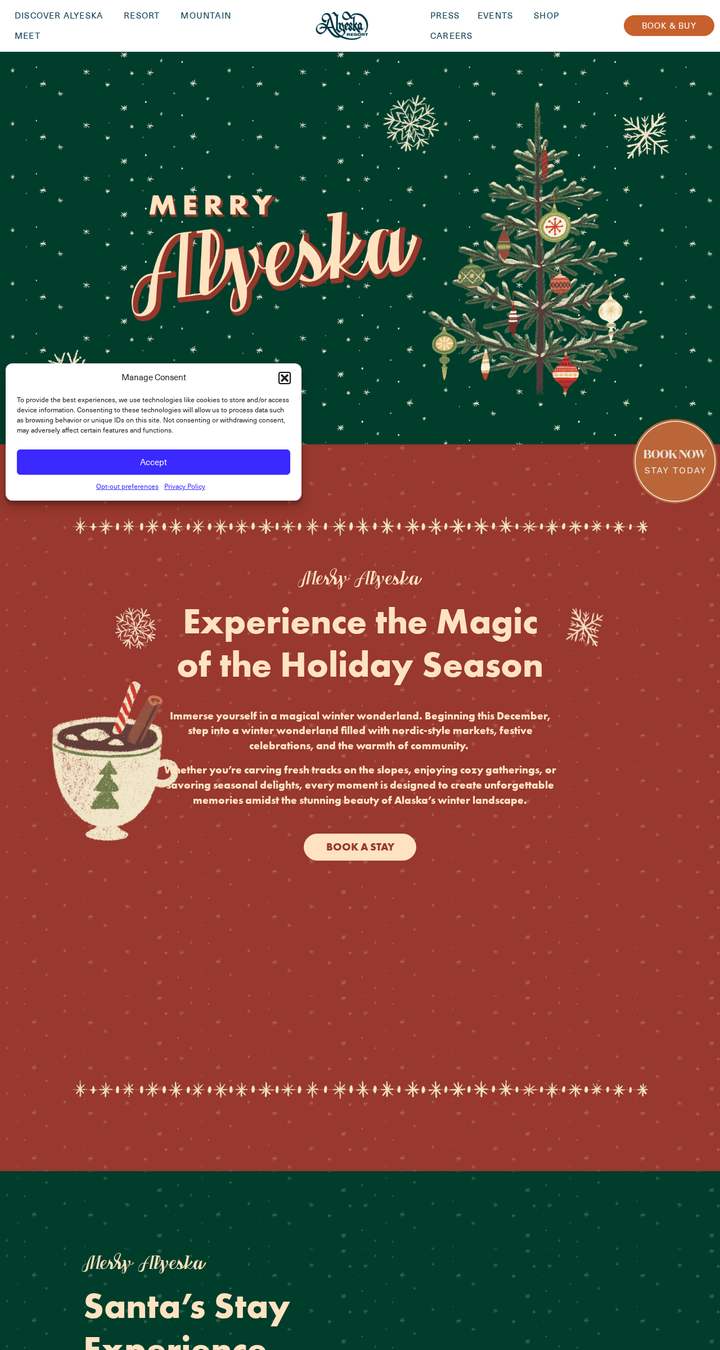 DISCOVER ALYESKA RESORT MOUNTAIN
MEET
Alyeska
RESORT
PRESS EVENTS SHOP
CAREERS
BOOK & BUY
MERRY
Alyeska
Manage Consent
To provide the best experiences, we use technologies like cookies to store and/or access
device information. Consenting to these technologies will allow us to process data such
as browsing behavior or unique IDs on this site. Not consenting or withdrawing consent,
may adversely affect certain features and functions.
Accept
Opt-out preferences Privacy Policy
BOOK NOW
STAY TODAY
Merry Alyeska
Experience the Magic
of the Holiday Season
Immerse yourself in a magical winter wonderland. Beginning this December,
step into a winter wonderland filled with nordic-style markets, festive
celebrations, and the warmth of community.
Whether you’re carving fresh tracks on the slopes, enjoying cozy gatherings, or
savoring seasonal delights, every moment is designed to create unforgettable
memories amidst the stunning beauty of Alaska’s winter landscape.
BOOK A STAY
Merry Alyeska
Santa’s Stay
Experience